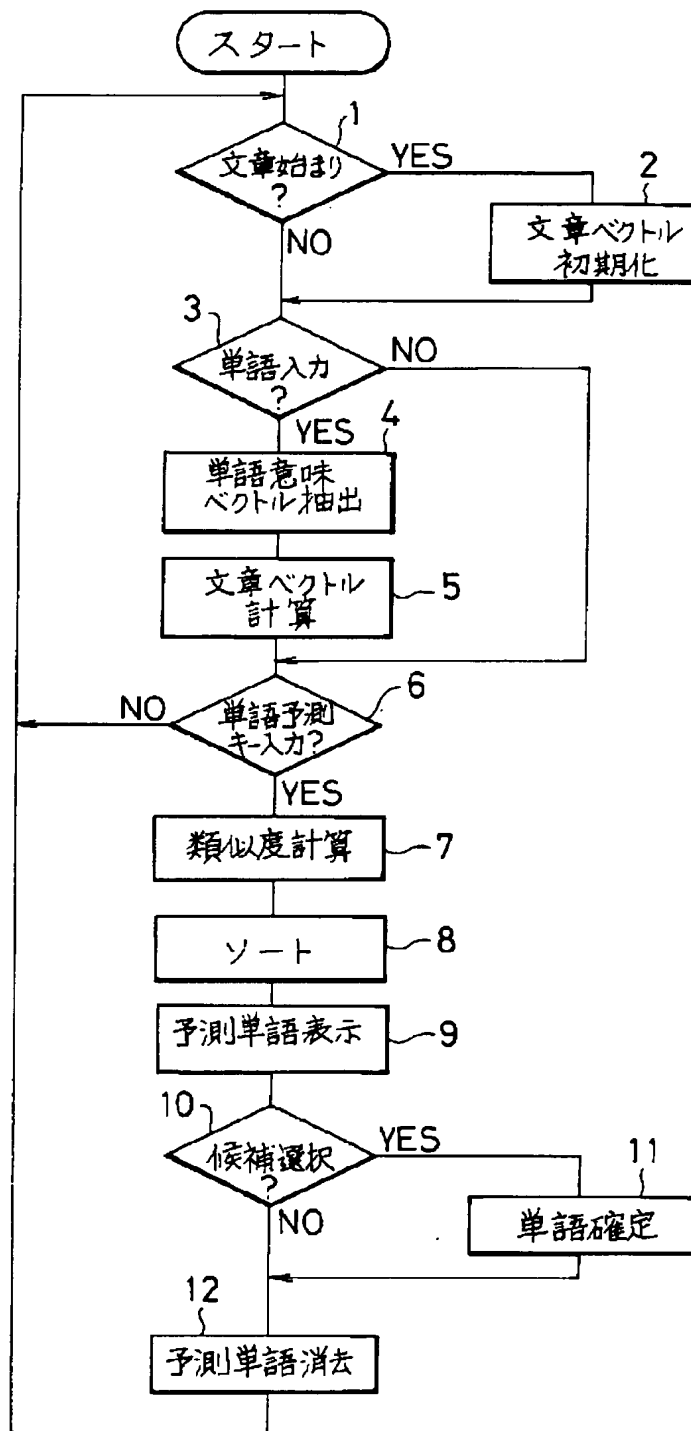 スタート
1
文章始まり
?
YES
NO
2
文章ベクトル
初期化
3
単語入力
?
NO
YES
4
単語意味
ベクトル抽出
文章ベクトル
計算
5
6
単語予測
キー入力?
NO
YES
類似度計算
7
ソート
8
予測単語表示
9
10
候補選択
?
YES
NO
11
単語確定
12
予測単語消去